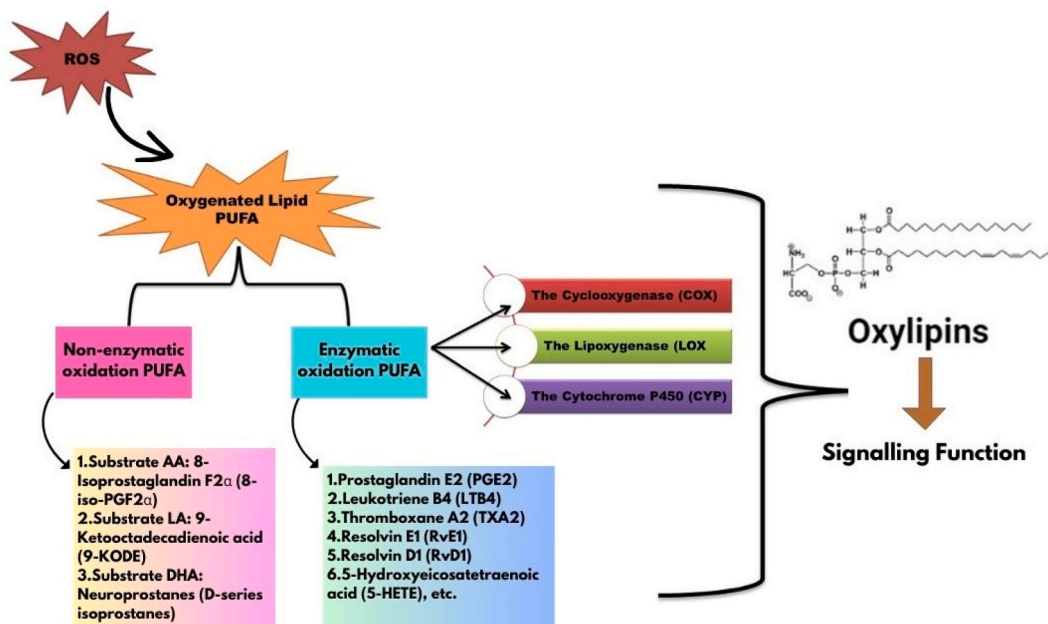 ROS
Oxygenated Lipid
PUFA
Non-enzymatic
oxidation PUFA
Enzymatic
oxidation PUFA
The Cyclooxygenase (COX)
The Lipoxygenase (LOX
The Cytochrome P450 (CYP)
1.Substrate AA: 8-
Isoprostaglandin F2α (8-
iso-PGF2α)
2.Substrate LA: 9-
Ketooctadecadienoic acid
(9-KODE)
3.Substrate DHA:
Neuroprostanes (D-series
isoprostanes)
1.Prostaglandin E2 (PGE2)
2.Leukotriene B4 (LTB4)
3.Thromboxane A2 (TXA2)
4.Resolvin E1 (RvE1)
5.Resolvin D1 (RvD1)
6.5-Hydroxyeicosatetraenoic
acid (5-HETE), etc.
H O
H-C-O
⊕
NH3 O H-C-O O
HC O-P-O C-H
COO⊖ O⊖ H
Oxylipins
Signalling Function